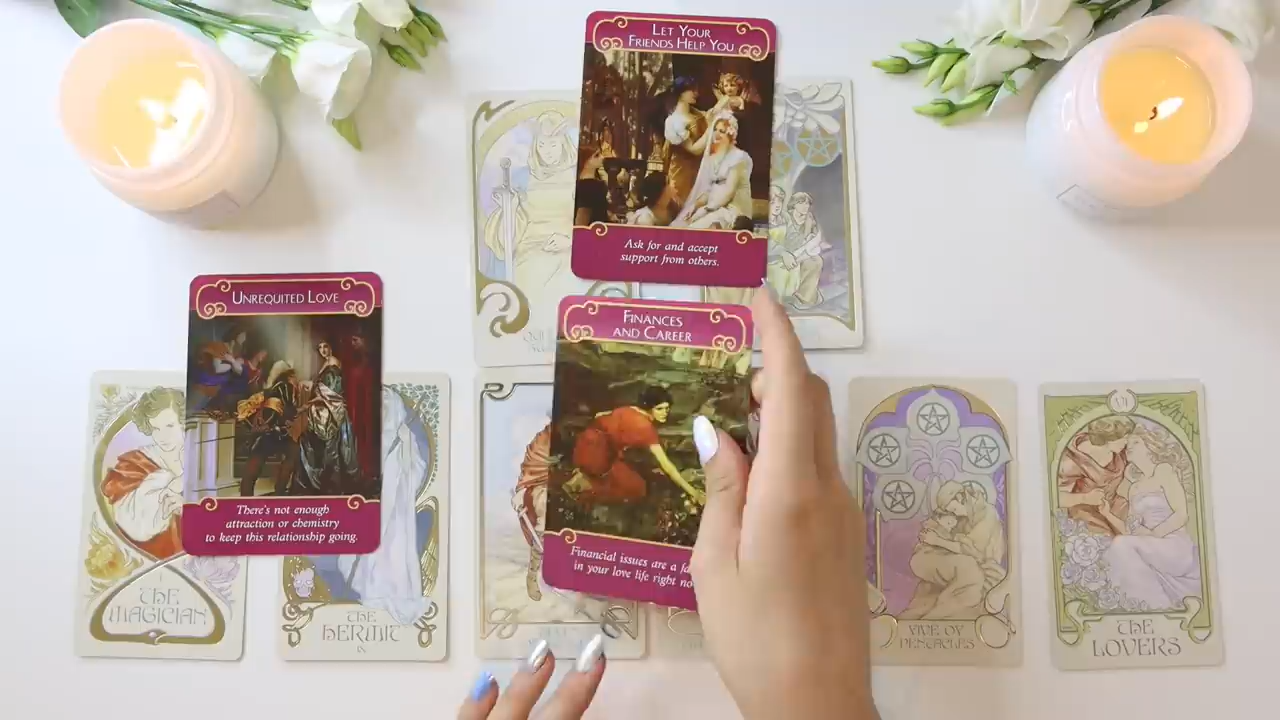 LET YOUR
FRIENDS HELP YOU
Ask for and accept
support from others.
UNREQUITED LOVE
There's not enough
attraction or chemistry
to keep this relationship going.
FINANCES
AND CAREER
Financial issues are a
in your love life right
I
THE
MAGICIAN
THE
HERMIT
IX
FIVE OF
PENTACLES
VI
THE
LOVERS